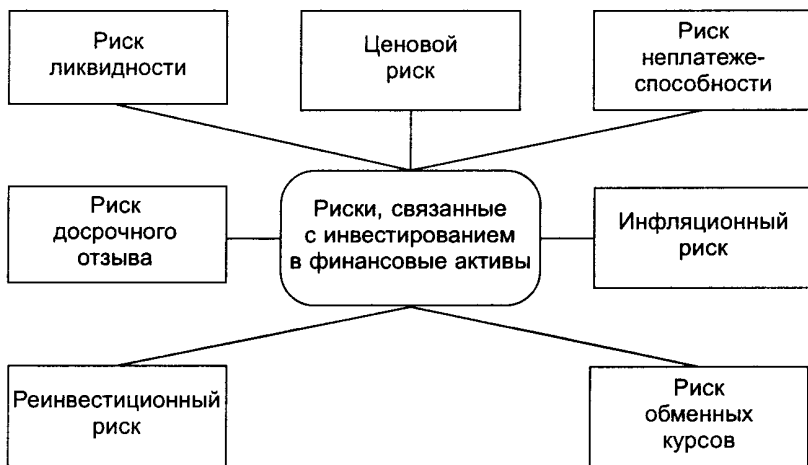 Риск
ликвидности
Ценовой
риск
Риск
неплатеже-
способности
Риск
досрочного
отзыва
Риски, связанные
с инвестированием
в финансовые активы
Инфляционный
риск
Реинвестиционный
риск
Риск
обменных
курсов